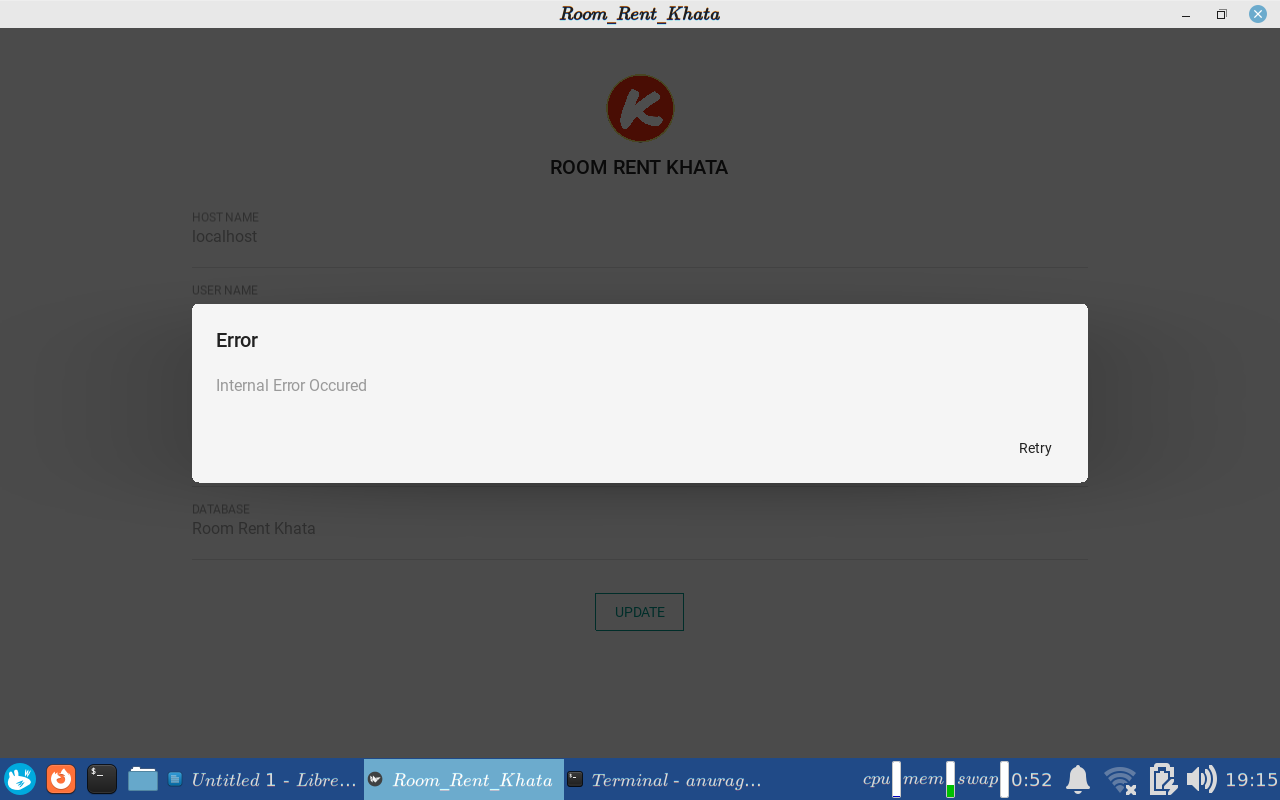 Room_Rent_Khata
K
ROOM RENT KHATA
HOST NAME
localhost
USER NAME
Error
Internal Error Occured
Retry
DATABASE
Room Rent Khata
UPDATE
$_ Untitled 1 - Libre... Room_Rent_Khata $_ Terminal - anurag... cpu mem swap 0:52 19:15